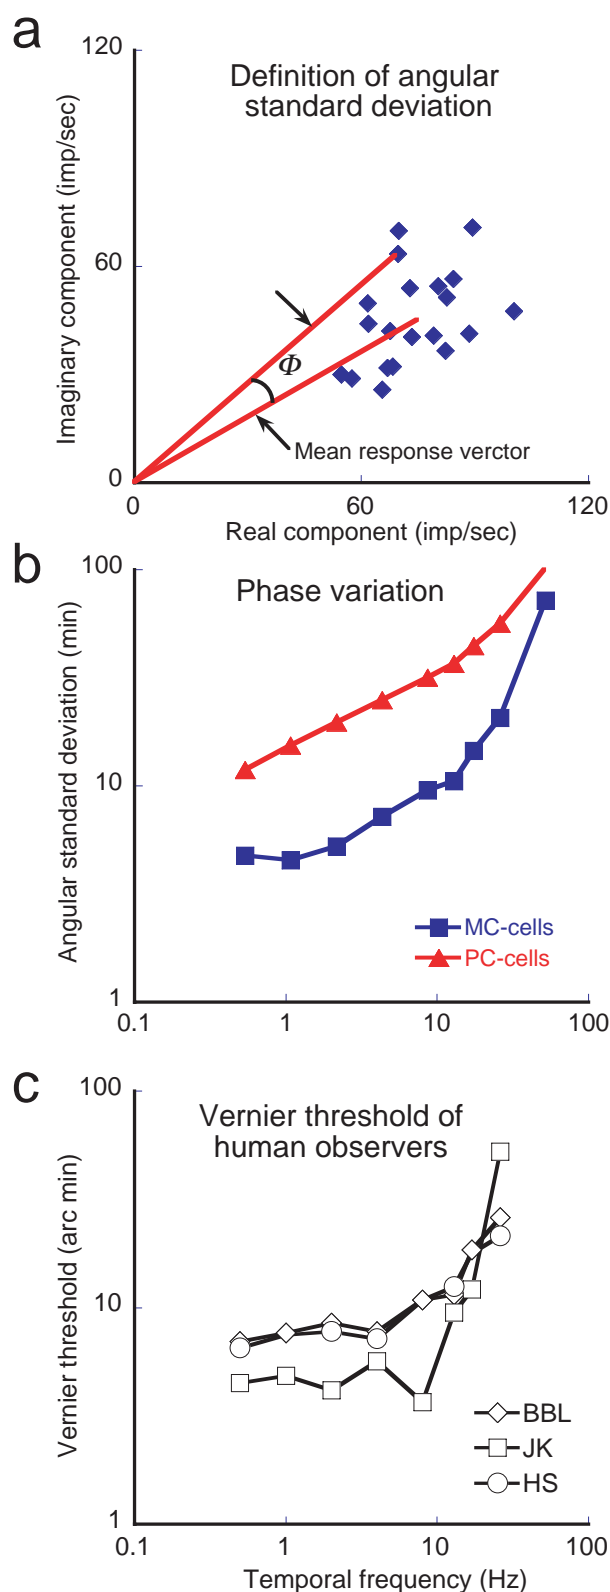 a
120
Definition of angular
standard deviation
Imaginary component (imp/sec)
60
Φ
Mean response verctor
0
0
60
120
Real component (imp/sec)
b
100
Phase variation
Angular standard deviation (min)
10
MC-cells
PC-cells
1
0.1
1
10
100
c
100
Vernier threshold of
human observers
Vernier threshold (arc min)
10
BBL
JK
HS
1
0.1
1
10
100
Temporal frequency (Hz)